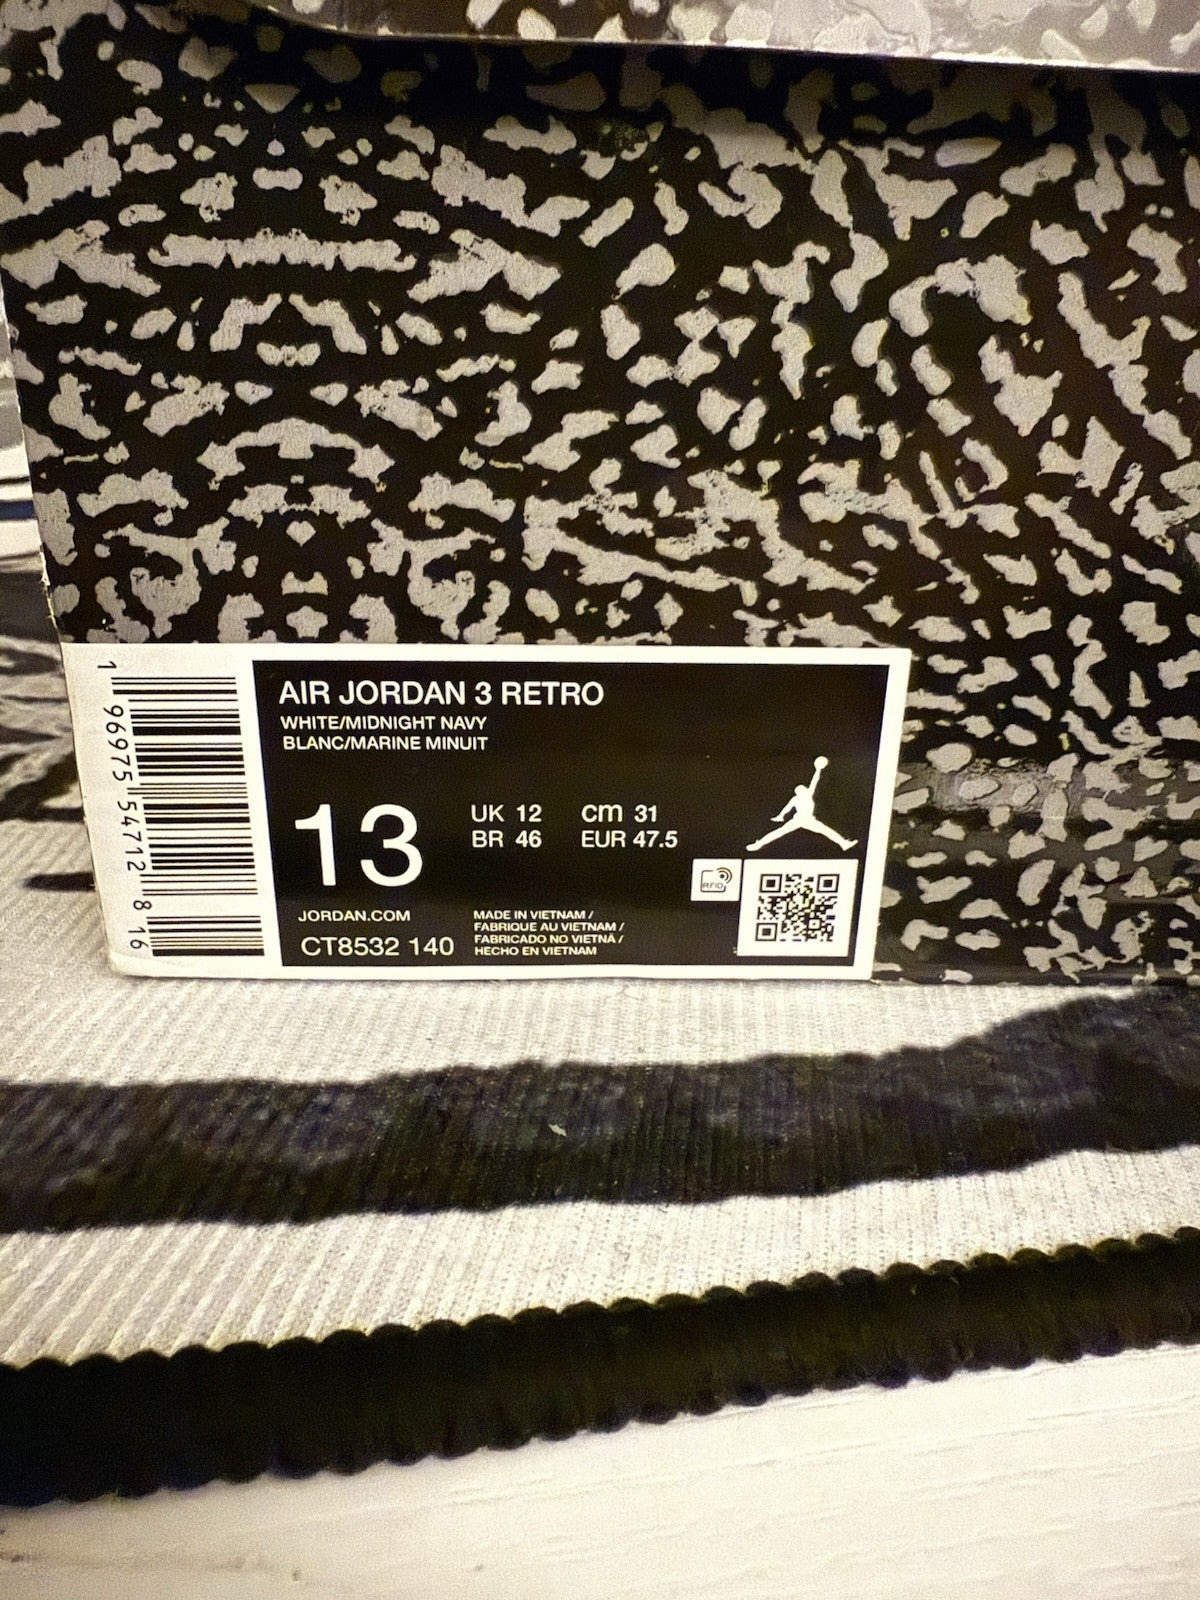 AIR JORDAN 3 RETRO
WHITE/MIDNIGHT NAVY
BLANC/MARINE MINUIT
13
UK 12 cm 31
BR 46 EUR 47.5
RFID
JORDAN.COM
CT8532 140
MADE IN VIETNAM /
FABRIQUE AU VIETNAM /
FABRICADO NO VIETNÃ /
HECHO EN VIETNAM
1 96975 54712 8 16